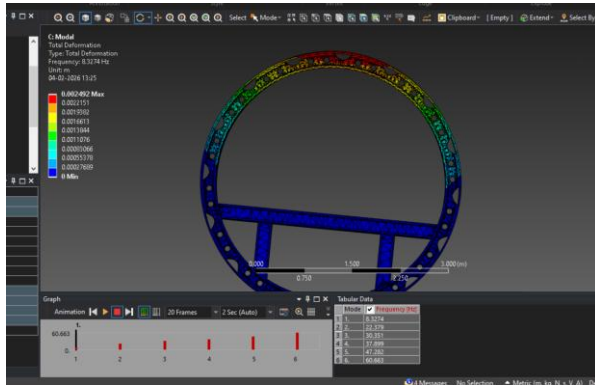 Select Mode Clipboard [ Empty ] Extend Select By
C: Modal
Total Deformation
Type: Total Deformation
Frequency: 8.3274 Hz
Unit: m
04-02-2026 13:25
0.002492 Max
0.0022151
0.0019382
0.0016613
0.0013844
0.0011076
0.00083066
0.00055378
0.00027689
0 Min
0.000 1.500 3.000 (m)
0.750 2.250
Graph
Animation 20 Frames 2 Sec (Auto)
1.
60.663
0.
1 2 3 4 5 6
Tabular Data
Mode Frequency [Hz]
1 1. 8.3274
2 2. 22.579
3 3. 30.351
4 4. 37.899
5 5. 47.282
6 6. 60.663
4 Messages No Selection Metric (m, kg, N, s, V, A)